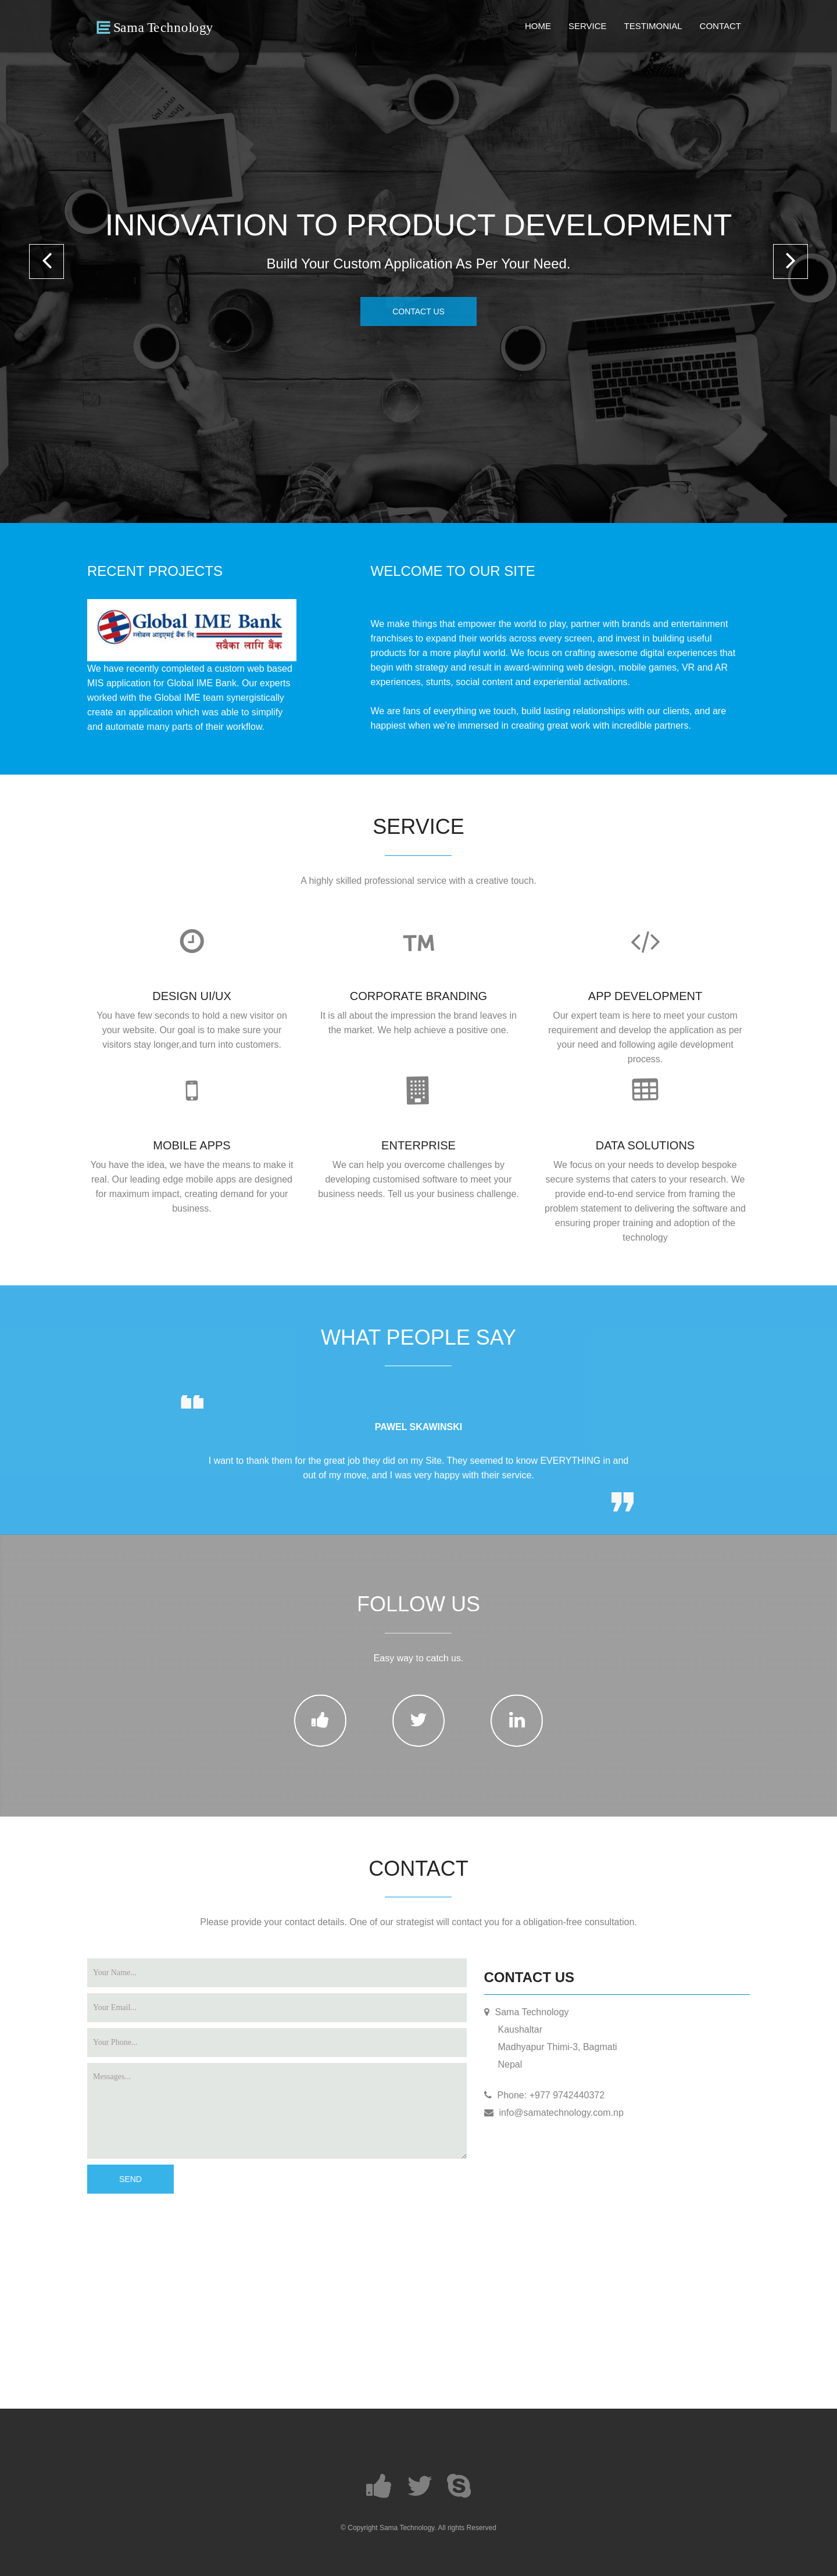 Sama Technology
HOME SERVICE TESTIMONIAL CONTACT
INNOVATION TO PRODUCT DEVELOPMENT
Build Your Custom Application As Per Your Need.
CONTACT US
RECENT PROJECTS
Global IME Bank
ग्लोबल आइएमई बैंक लि.
सबैका लागि बैंक
We have recently completed a custom web based
MIS application for Global IME Bank. Our experts
worked with the Global IME team synergistically
create an application which was able to simplify
and automate many parts of their workflow.
WELCOME TO OUR SITE
We make things that empower the world to play, partner with brands and entertainment
franchises to expand their worlds across every screen, and invest in building useful
products for a more playful world. We focus on crafting awesome digital experiences that
begin with strategy and result in award-winning web design, mobile games, VR and AR
experiences, stunts, social content and experiential activations.
We are fans of everything we touch, build lasting relationships with our clients, and are
happiest when we're immersed in creating great work with incredible partners.
SERVICE
A highly skilled professional service with a creative touch.
DESIGN UI/UX
You have few seconds to hold a new visitor on
your website. Our goal is to make sure your
visitors stay longer,and turn into customers.
TM
CORPORATE BRANDING
It is all about the impression the brand leaves in
the market. We help achieve a positive one.
APP DEVELOPMENT
Our expert team is here to meet your custom
requirement and develop the application as per
your need and following agile development
process.
MOBILE APPS
You have the idea, we have the means to make it
real. Our leading edge mobile apps are designed
for maximum impact, creating demand for your
business.
ENTERPRISE
We can help you overcome challenges by
developing customised software to meet your
business needs. Tell us your business challenge.
DATA SOLUTIONS
We focus on your needs to develop bespoke
secure systems that caters to your research. We
provide end-to-end service from framing the
problem statement to delivering the software and
ensuring proper training and adoption of the
technology
WHAT PEOPLE SAY
PAWEL SKAWINSKI
I want to thank them for the great job they did on my Site. They seemed to know EVERYTHING in and
out of my move, and I was very happy with their service.
FOLLOW US
Easy way to catch us.
CONTACT
Please provide your contact details. One of our strategist will contact you for a obligation-free consultation.
Your Name...
Your Email...
Your Phone...
Messages...
SEND
CONTACT US
Sama Technology
Kaushaltar
Madhyapur Thimi-3, Bagmati
Nepal
Phone: +977 9742440372
info@samatechnology.com.np
© Copyright Sama Technology. All rights Reserved